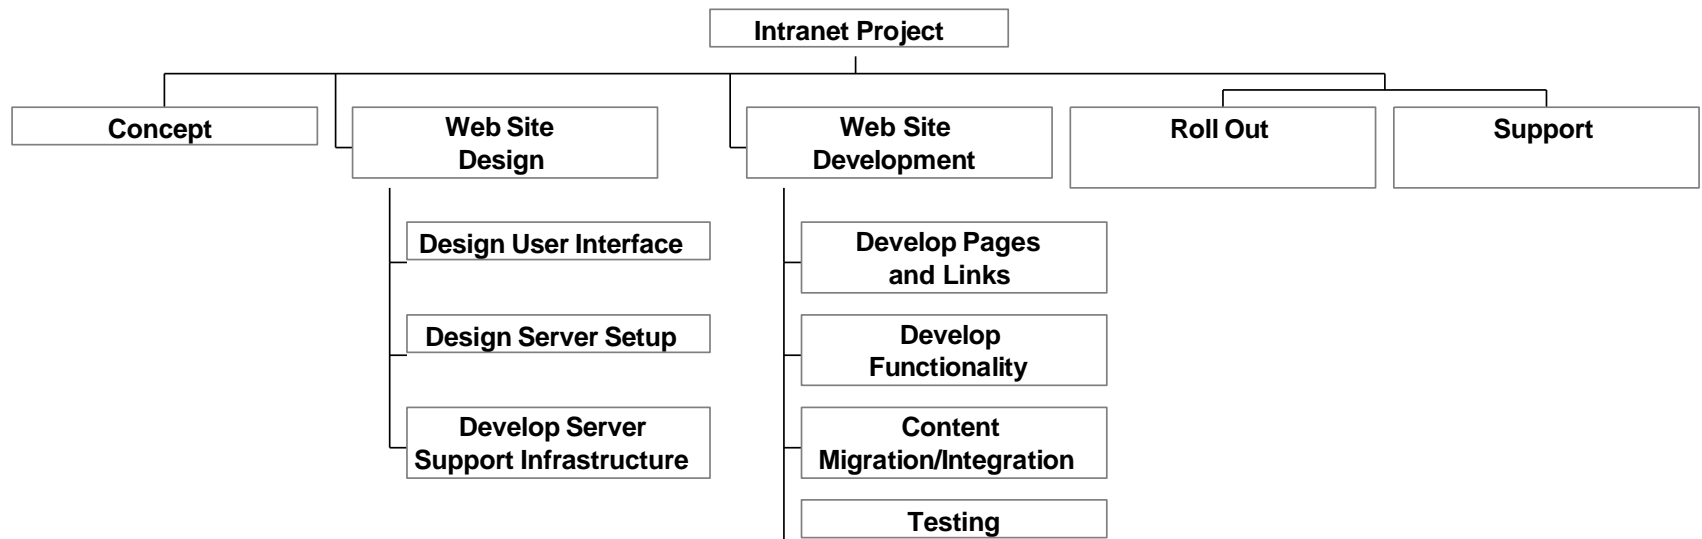 Intranet Project
Concept
Web Site
Design
Web Site
Development
Roll Out
Support
Design User Interface
Design Server Setup
Develop Server
Support Infrastructure
Develop Pages
and Links
Develop
Functionality
Content
Migration/Integration
Testing